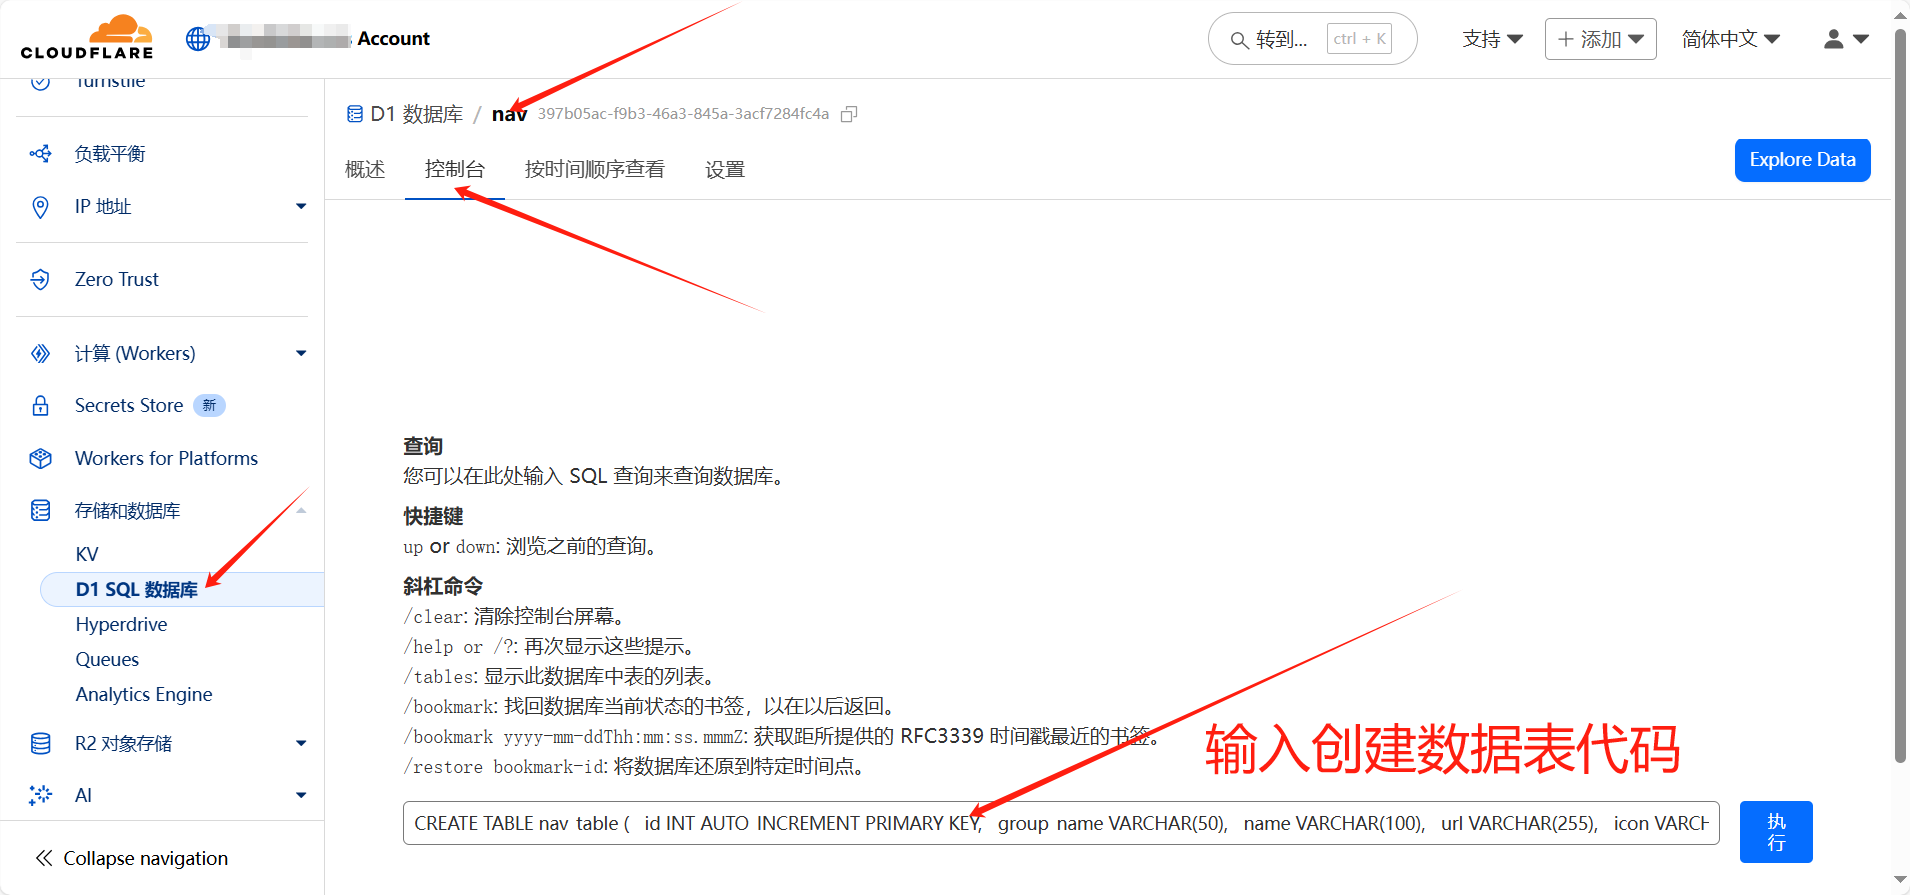 CLOUDFLARE
Account
转到...
ctrl + K
支持
添加
简体中文
Turnstile
负载平衡
IP 地址
Zero Trust
计算 (Workers)
Secrets Store 新
Workers for Platforms
存储和数据库
KV
D1 SQL 数据库
Hyperdrive
Queues
Analytics Engine
R2 对象存储
AI
Collapse navigation
D1 数据库 / nav 397b05ac-f9b3-46a3-845a-3acf7284fc4a
概述 控制台 按时间顺序查看 设置
Explore Data
查询
您可以在此处输入 SQL 查询来查询数据库。
快捷键
up or down: 浏览之前的查询。
斜杠命令
/clear: 清除控制台屏幕。
/help or /?: 再次显示这些提示。
/tables: 显示此数据库中表的列表。
/bookmark: 找回数据库当前状态的书签，以在以后返回。
/bookmark yyyy-mm-ddThh:mm:ss.mmmZ: 获取距所提供的 RFC3339 时间戳最近的书签。
/restore bookmark-id: 将数据库还原到特定时间点。
输入创建数据表代码
CREATE TABLE nav table ( id INT AUTO INCREMENT PRIMARY KEY, group name VARCHAR(50), name VARCHAR(100), url VARCHAR(255), icon VARCH
执行